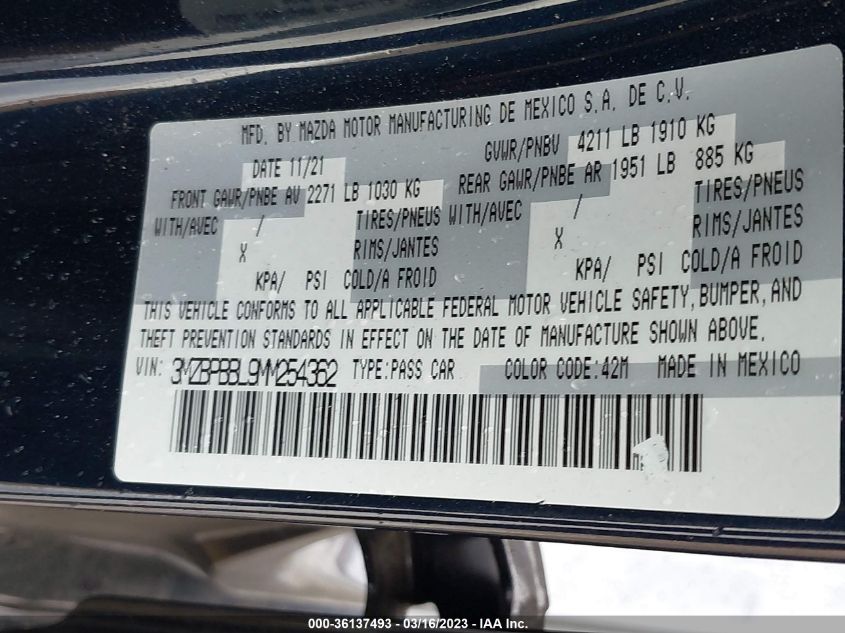 MFD. BY MAZDA MOTOR MANUFACTURING DE MEXICO S.A. DE C.V.
DATE 11/21 GVWR/PNBV 4211 LB 1910 KG
FRONT GAWR/PNBE AV 2271 LB 1030 KG REAR GAWR/PNBE AR 1951 LB 885 KG
WITH/AVEC / TIRES/PNEUS WITH/AVEC / TIRES/PNEUS
X RIMS/JANTES X RIMS/JANTES
KPA/ PSI COLD/A FROID KPA/ PSI COLD/A FROID
THIS VEHICLE CONFORMS TO ALL APPLICABLE FEDERAL MOTOR VEHICLE SAFETY, BUMPER, AND
THEFT PREVENTION STANDARDS IN EFFECT ON THE DATE OF MANUFACTURE SHOWN ABOVE.
VIN: 3MZBPBBL9MM254362 TYPE:PASS CAR COLOR CODE:42M MADE IN MEXICO
000-36137493 - 03/16/2023 - IAA Inc.